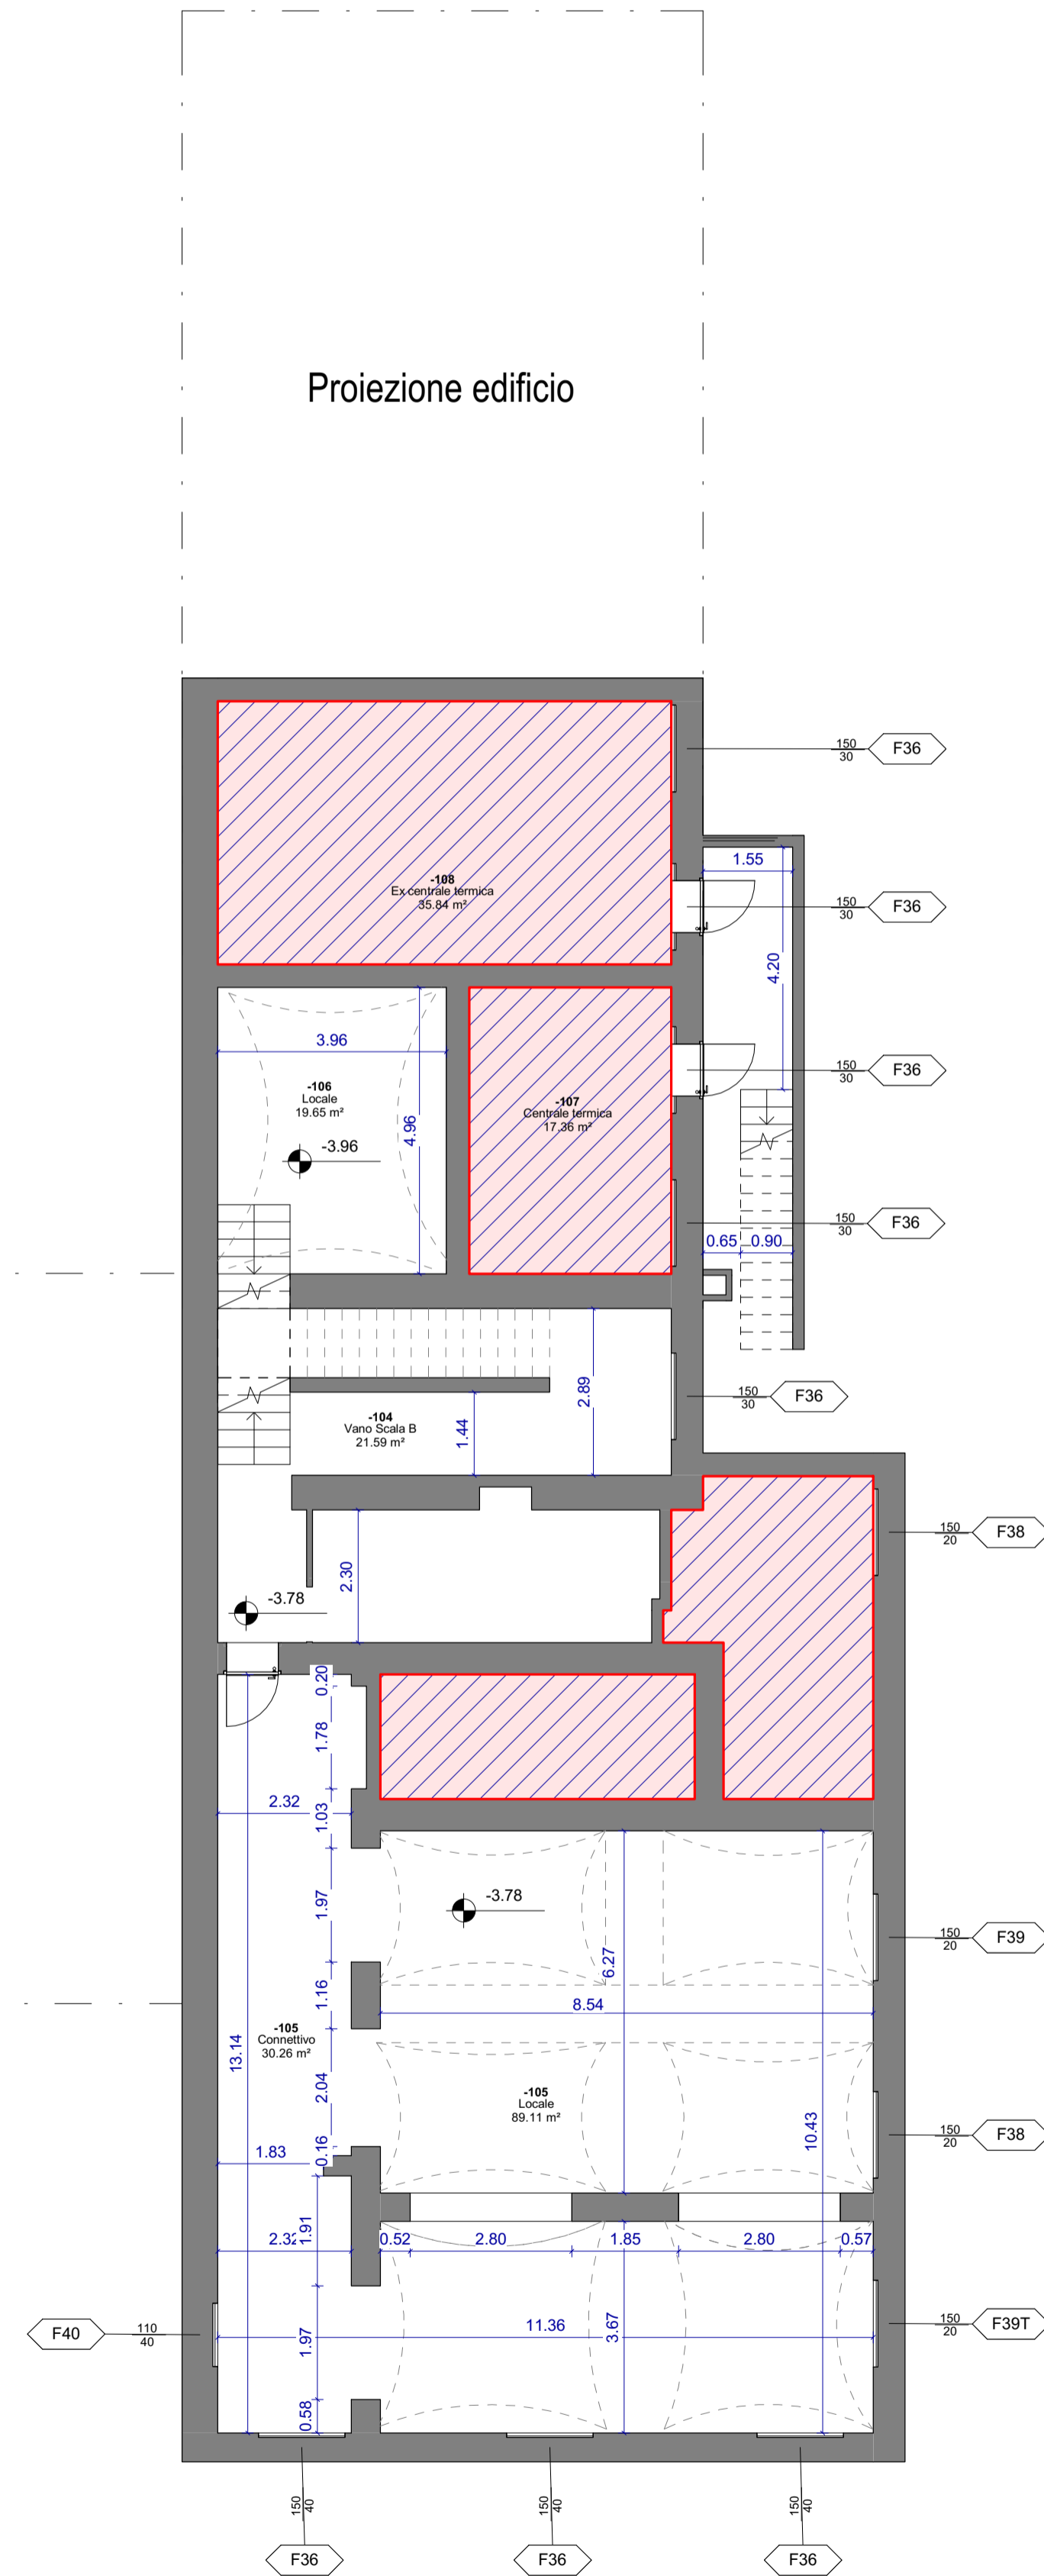 Proiezione edificio
150
30
F36
-108
Ex centrale termica
35.84 m²
1.55
150
30
F36
4.20
3.96
-106
Locale
19.65 m²
4.96
-3.96
-107
Centrale termica
17.36 m²
150
30
F36
150
30
F36
0.65
0.90
2.89
-104
Vano Scala B
21.59 m²
1.44
150
30
F36
150
20
F38
2.30
-3.78
0.20
1.78
2.32
1.03
1.97
-3.78
6.27
150
20
F39
1.16
8.54
13.14
-105
Connettivo
30.26 m²
2.04
-105
Locale
89.11 m²
10.43
150
20
F38
1.83
0.16
1.91
2.32
0.52
2.80
1.85
2.80
0.57
F40
110
40
11.36
3.67
150
20
F39T
1.97
0.58
150
40
F36
150
40
F36
150
40
F36